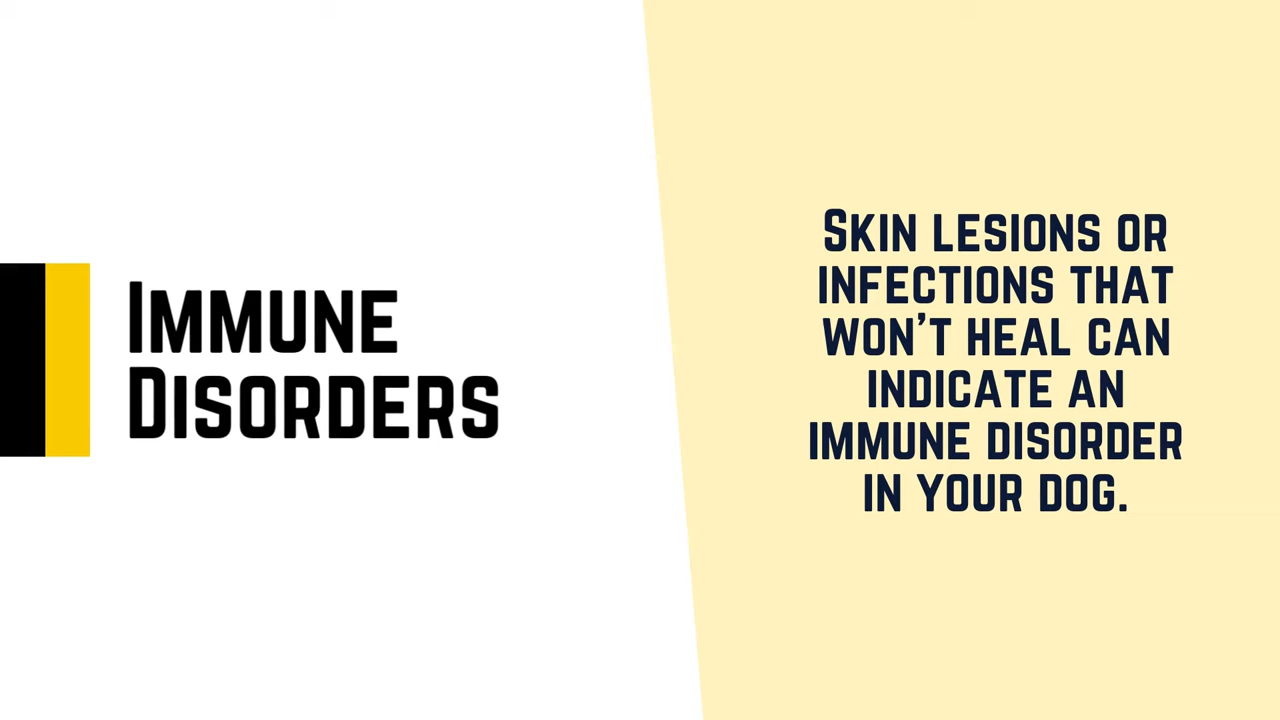 Immune
Disorders
Skin lesions or
infections that
won't heal can
indicate an
immune disorder
in your dog.